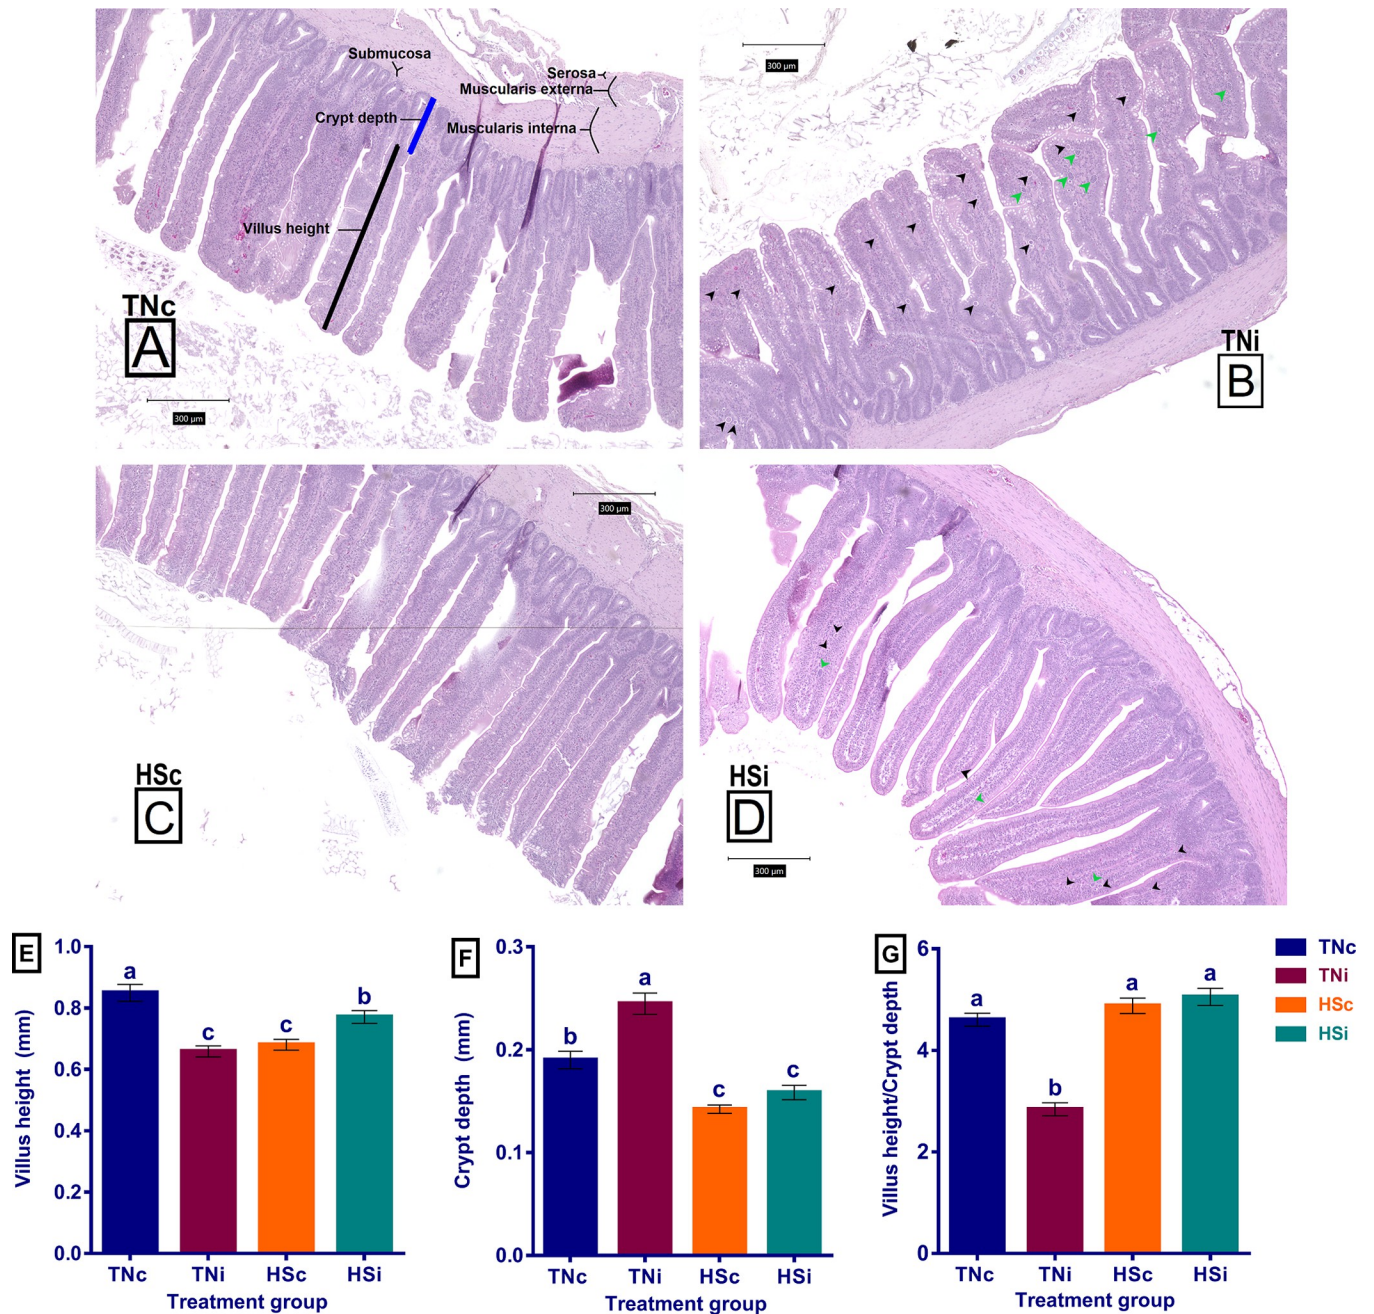 Submucosa
Serosa
Muscularis externa
Crypt depth
Muscularis interna
Villus height
TNc
A
300 µm
300 µm
TNi
B
300 µm
HSc
C
HSi
D
300 µm
E
Villus height (mm)
1.0
0.8
0.6
0.4
0.2
0.0
a
c
c
b
TNc
TNi
HSc
HSi
Treatment group
F
Crypt depth (mm)
0.3
0.2
0.1
0.0
b
a
c
c
TNc
TNi
HSc
HSi
Treatment group
G
Villus height/Crypt depth
6
4
2
0
a
b
a
a
TNc
TNi
HSc
HSi
Treatment group
TNc
TNi
HSc
HSi